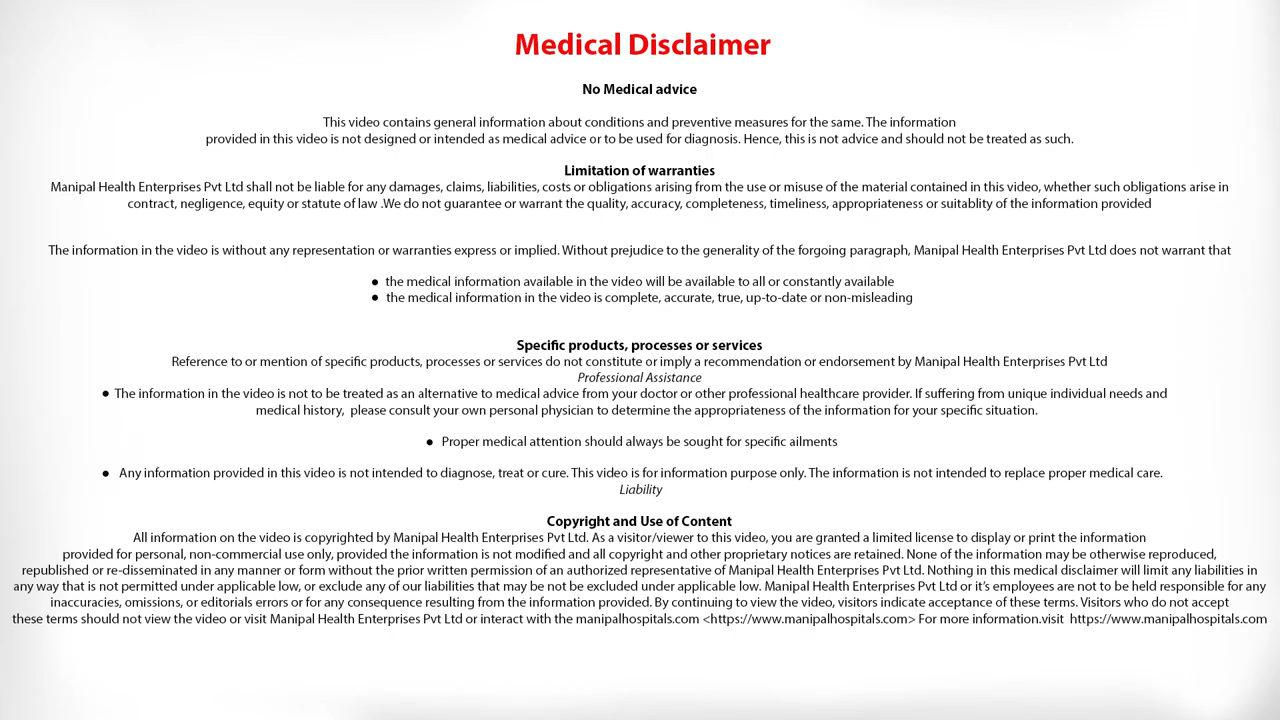 Medical Disclaimer
No Medical advice
This video contains general information about conditions and preventive measures for the same. The information
provided in this video is not designed or intended as medical advice or to be used for diagnosis. Hence, this is not advice and should not be treated as such.
Limitation of warranties
Manipal Health Enterprises Pvt Ltd shall not be liable for any damages, claims, liabilities, costs or obligations arising from the use or misuse of the material contained in this video, whether such obligations arise in
contract, negligence, equity or statute of law .We do not guarantee or warrant the quality, accuracy, completeness, timeliness, appropriateness or suitablity of the information provided
The information in the video is without any representation or warranties express or implied. Without prejudice to the generality of the forgoing paragraph, Manipal Health Enterprises Pvt Ltd does not warrant that
● the medical information available in the video will be available to all or constantly available
● the medical information in the video is complete, accurate, true, up-to-date or non-misleading
Specific products, processes or services
Reference to or mention of specific products, processes or services do not constitute or imply a recommendation or endorsement by Manipal Health Enterprises Pvt Ltd
Professional Assistance
● The information in the video is not to be treated as an alternative to medical advice from your doctor or other professional healthcare provider. If suffering from unique individual needs and
medical history, please consult your own personal physician to determine the appropriateness of the information for your specific situation.
● Proper medical attention should always be sought for specific ailments
● Any information provided in this video is not intended to diagnose, treat or cure. This video is for information purpose only. The information is not intended to replace proper medical care.
Liability
Copyright and Use of Content
All information on the video is copyrighted by Manipal Health Enterprises Pvt Ltd. As a visitor/viewer to this video, you are granted a limited license to display or print the information
provided for personal, non-commercial use only, provided the information is not modified and all copyright and other proprietary notices are retained. None of the information may be otherwise reproduced,
republished or re-disseminated in any manner or form without the prior written permission of an authorized representative of Manipal Health Enterprises Pvt Ltd. Nothing in this medical disclaimer will limit any liabilities in
any way that is not permitted under applicable low, or exclude any of our liabilities that may be not be excluded under applicable low. Manipal Health Enterprises Pvt Ltd or it's employees are not to be held responsible for any
inaccuracies, omissions, or editorials errors or for any consequence resulting from the information provided. By continuing to view the video, visitors indicate acceptance of these terms. Visitors who do not accept
these terms should not view the video or visit Manipal Health Enterprises Pvt Ltd or interact with the manipalhospitals.com <https://www.manipalhospitals.com> For more information.visit https://www.manipalhospitals.com